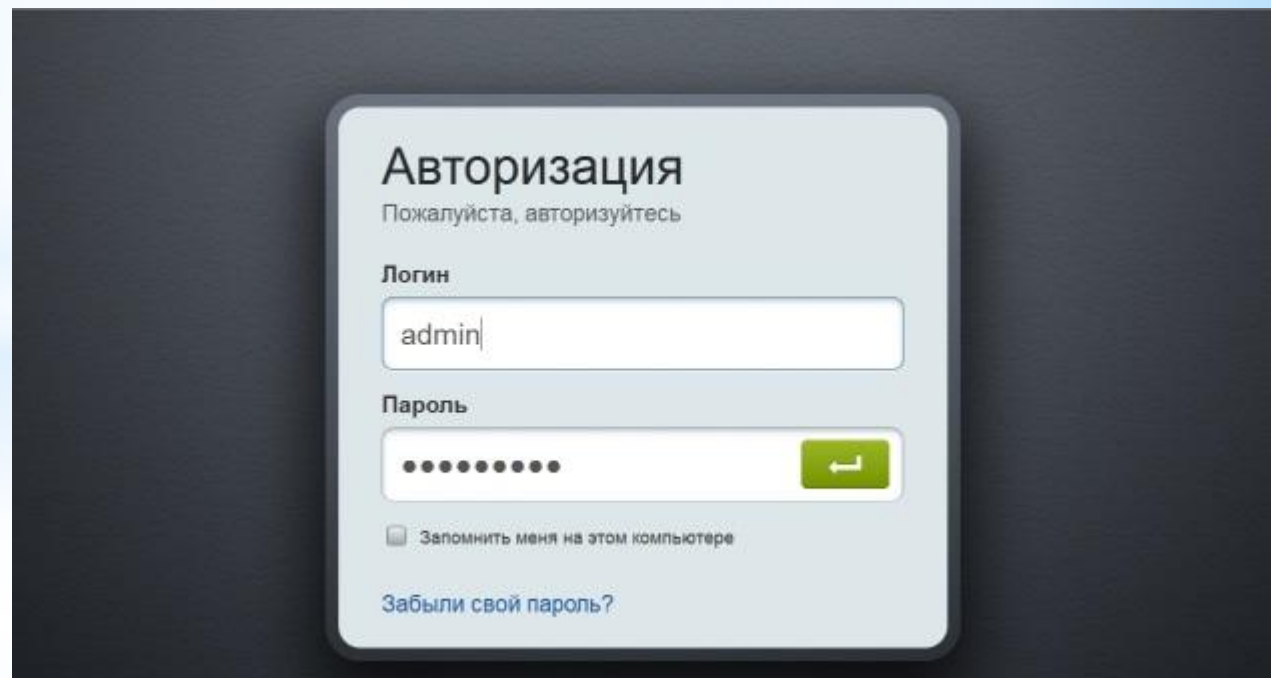 Авторизация
Пожалуйста, авторизуйтесь
Логин
admin
Пароль
•••••••••
Запомнить меня на этом компьютере
Забыли свой пароль?